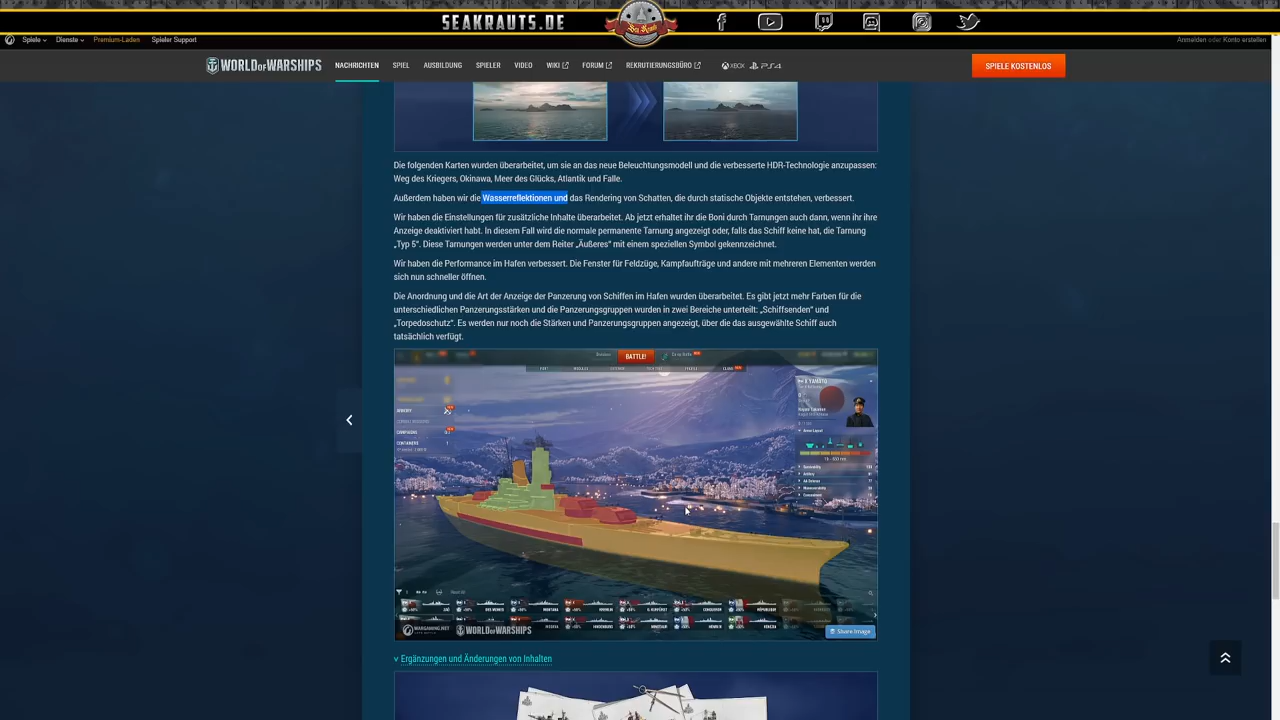 SEAKRAUTS.DE
Spiele Dienste Premium-Laden Spieler Support
Anmelden oder Konto erstellen
WORLD OF WARSHIPS NACHRICHTEN SPIEL AUSBILDUNG SPIELER VIDEO WIKI FORUM REKRUTIERUNGSBÜRO XBOX PS4 SPIELE KOSTENLOS
Die folgenden Karten wurden überarbeitet, um sie an das neue Beleuchtungsmodell und die verbesserte HDR-Technologie anzupassen:
Weg des Kriegers, Okinawa, Meer des Glücks, Atlantik und Falle.
Außerdem haben wir die Wasserreflektionen und das Rendering von Schatten, die durch statische Objekte entstehen, verbessert.
Wir haben die Einstellungen für zusätzliche Inhalte überarbeitet. Ab jetzt erhaltet ihr die Boni durch Tarnungen auch dann, wenn ihr ihre
Anzeige deaktiviert habt. In diesem Fall wird die normale permanente Tarnung angezeigt oder, falls das Schiff keine hat, die Tarnung
„Typ 5“. Diese Tarnungen werden unter dem Reiter „Äußeres“ mit einem speziellen Symbol gekennzeichnet.
Wir haben die Performance im Hafen verbessert. Die Fenster für Feldzüge, Kampfaufträge und andere mit mehreren Elementen werden
sich nun schneller öffnen.
Die Anordnung und die Art der Anzeige der Panzerung von Schiffen im Hafen wurden überarbeitet. Es gibt jetzt mehr Farben für die
unterschiedlichen Panzerungsstärken und die Panzerungsgruppen wurden in zwei Bereiche unterteilt: „Schiffsenden“ und
„Torpedoschutz“. Es werden nur noch die Stärken und Panzerungsgruppen angezeigt, über die das ausgewählte Schiff auch
tatsächlich verfügt.
BATTLE!
YAMATO
ARMORY
CAMPAIGNS
WARGAMING.NET WORLD OF WARSHIPS
Share Image
Ergänzungen und Änderungen von Inhalten